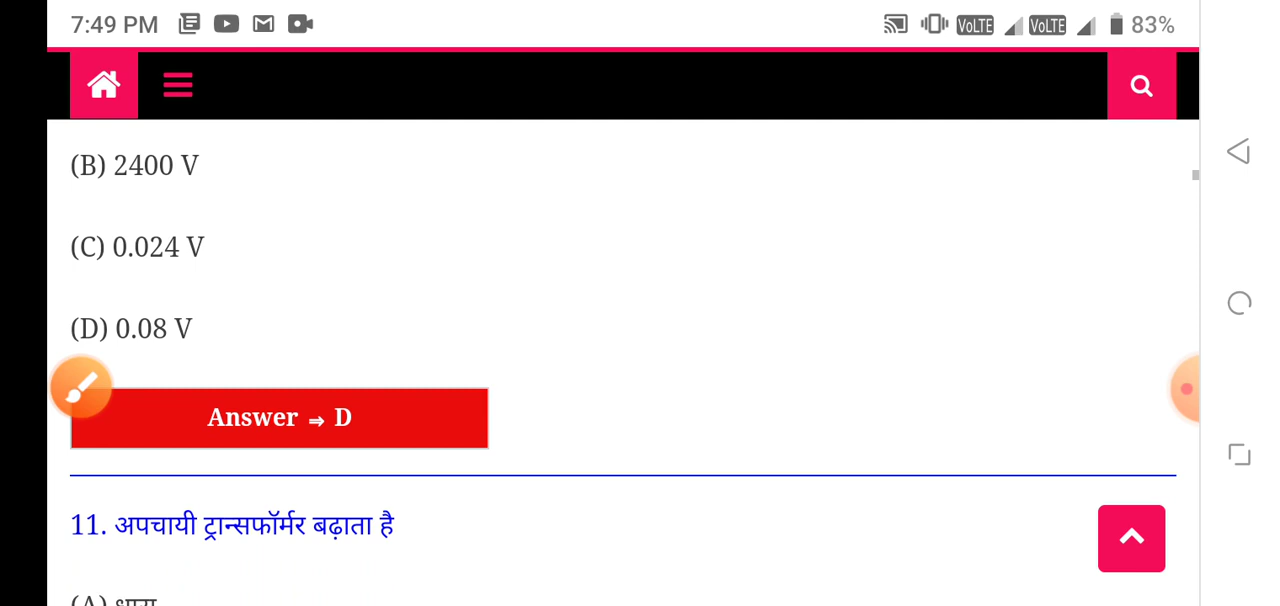 7:49 PM
VoLTE VoLTE 83%
(B) 2400 V
(C) 0.024 V
(D) 0.08 V
Answer ⇒ D
11. अपचायी ट्रान्सफॉर्मर बढ़ाता है
(A) धारा